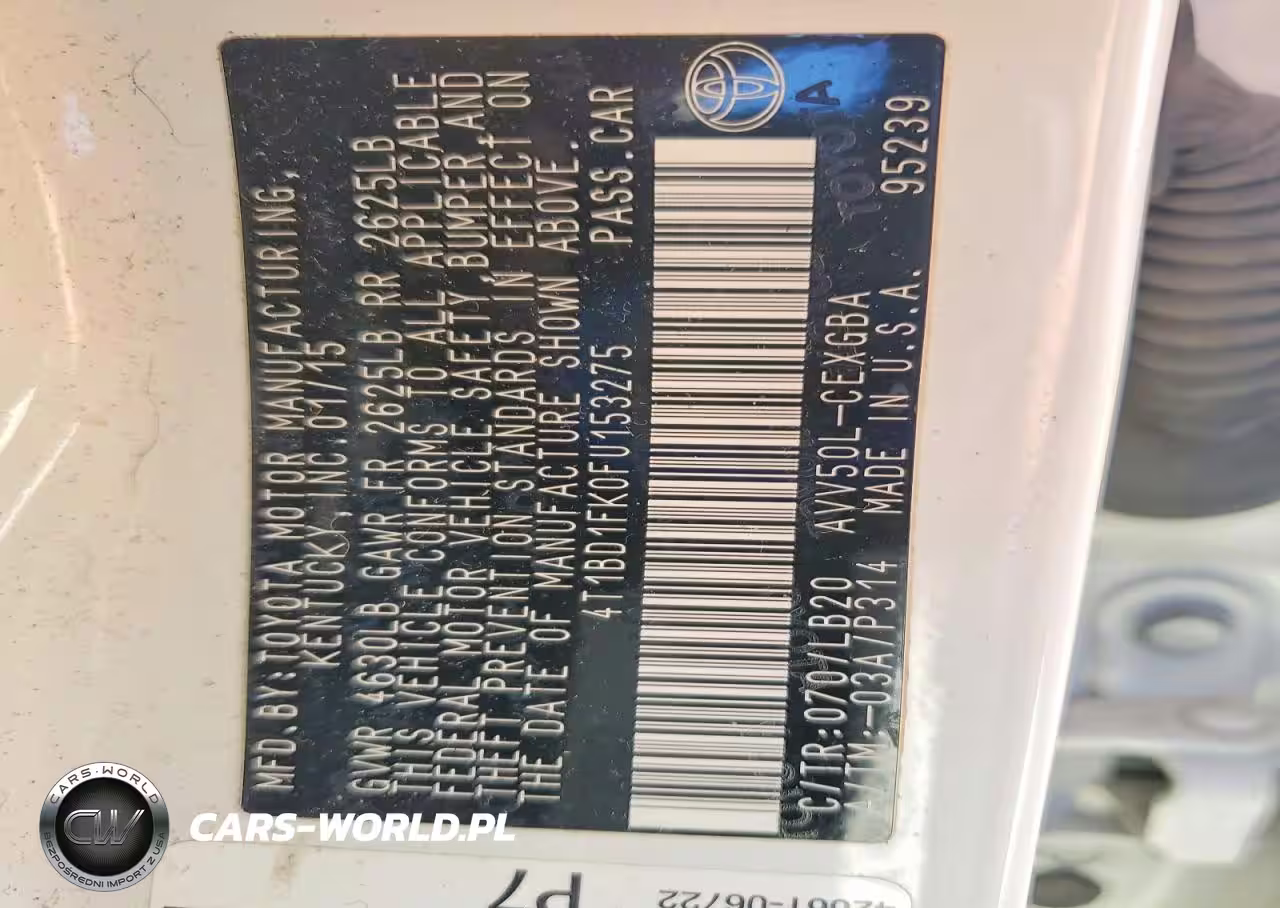 MFD.BY:TOYOTA MOTOR MANUFACTURING,
KENTUCKY,INC.01/15
GVWR 4630LB GAWR FR 2625LB RR 2625LB
THIS VEHICLE CONFORMS TO ALL APPLICABLE
FEDERAL MOTOR VEHICLE SAFETY,BUMPER,AND
THEFT PREVENTION STANDARDS IN EFFECT ON
THE DATE OF MANUFACTURE SHOWN ABOVE.
4T1BD1FK0FU153275 PASS.CAR
C/TR:070/LB20 AVV50L-CEXGBA 95239
A/TM:-03A/P314 MADE IN U.S.A.
TOYOTA
CARS-WORLD
CW
BEZPOŚREDNI IMPORT Z USA
CARS-WORLD.PL